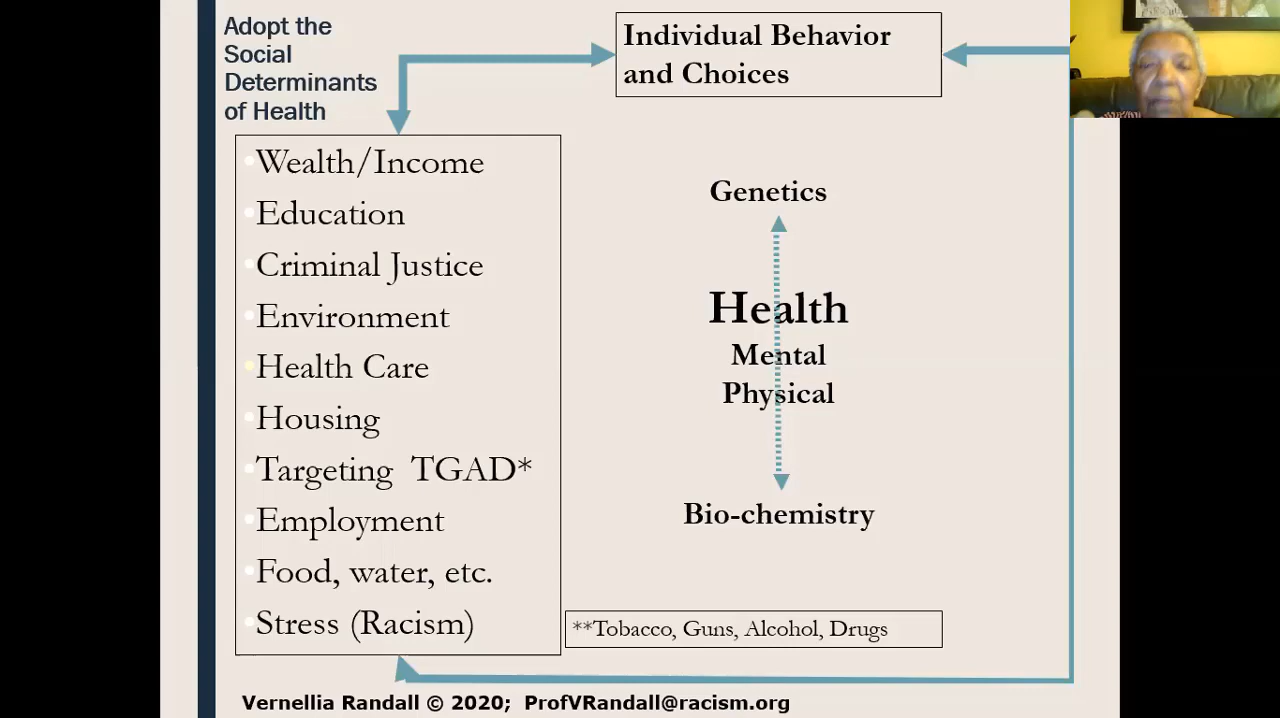 Adopt the
Social
Determinants
of Health
Individual Behavior
and Choices
•Wealth/Income
•Education
•Criminal Justice
•Environment
•Health Care
•Housing
•Targeting TGAD*
•Employment
•Food, water, etc.
•Stress (Racism)
Genetics
Health
Mental
Physical
Bio-chemistry
**Tobacco, Guns, Alcohol, Drugs
Vernellia Randall © 2020; ProfVRandall@racism.org